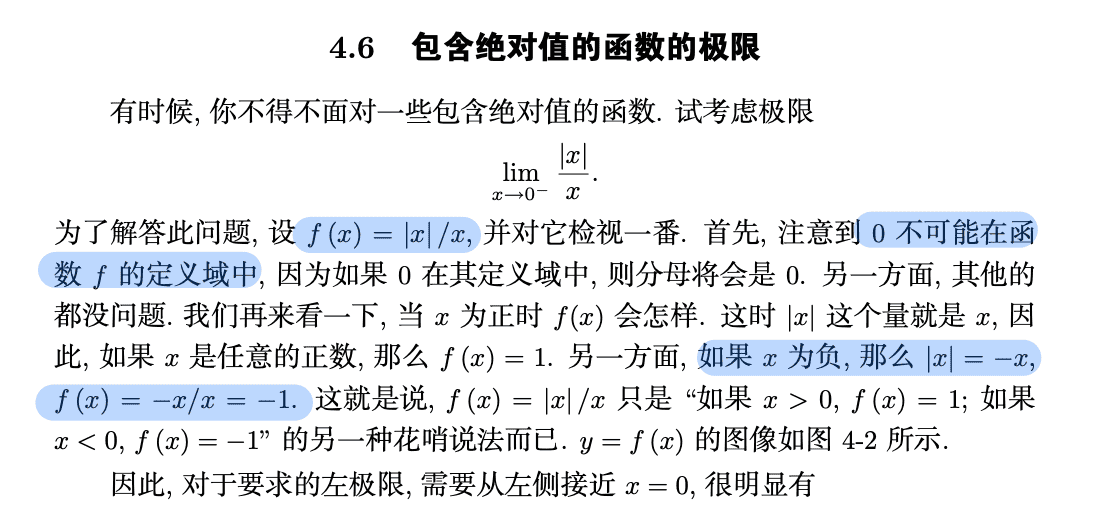 4.6 包含绝对值的函数的极限
有时候, 你不得不面对一些包含绝对值的函数. 试考虑极限
lim_{x→0⁻} |x|/x.
为了解答此问题, 设 f (x) = |x| /x, 并对它检视一番. 首先, 注意到 0 不可能在函
数 f 的定义域中, 因为如果 0 在其定义域中, 则分母将会是 0. 另一方面, 其他的
都没问题. 我们再来看一下, 当 x 为正时 f(x) 会怎样. 这时 |x| 这个量就是 x, 因
此, 如果 x 是任意的正数, 那么 f (x) = 1. 另一方面, 如果 x 为负, 那么 |x| = −x,
f (x) = −x/x = −1. 这就是说, f (x) = |x| /x 只是 “如果 x > 0, f (x) = 1; 如果
x < 0, f (x) = −1” 的另一种花哨说法而已. y = f (x) 的图像如图 4-2 所示.
因此, 对于要求的左极限, 需要从左侧接近 x = 0, 很明显有